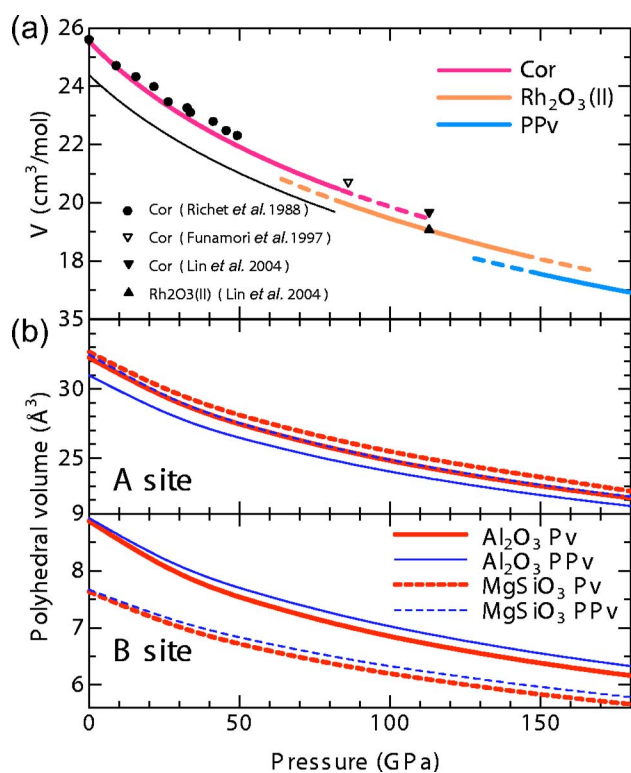 (a)
26
24
22
20
18
35
V (cm³/mol)
Cor
Rh₂O₃(II)
PPv
Cor (Richet et al. 1988)
Cor (Funamori et al. 1997)
Cor (Lin et al. 2004)
Rh2O3(II) (Lin et al. 2004)
(b)
30
25
9
8
7
6
Polyhedral volume (Å³)
A site
Al₂O₃ Pv
Al₂O₃ PPv
MgSiO₃ Pv
MgSiO₃ PPv
B site
0 50 100 150
Pressure (GPa)